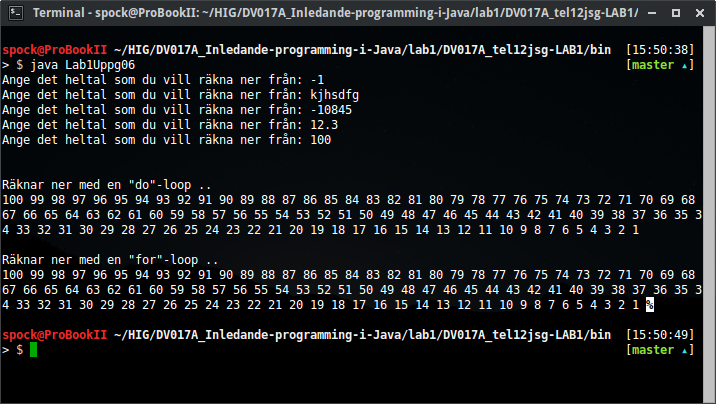 Terminal - spock@ProBookII: ~/HIG/DV017A_Inledande-programming-i-Java/lab1/DV017A_tel12jsg-LAB1/
spock@ProBookII ~/HIG/DV017A_Inledande-programming-i-Java/lab1/DV017A_tel12jsg-LAB1/bin [15:50:38]
> $ java Lab1Uppg06 [master ▴]
Ange det heltal som du vill räkna ner från: -1
Ange det heltal som du vill räkna ner från: kjhsdfg
Ange det heltal som du vill räkna ner från: -10845
Ange det heltal som du vill räkna ner från: 12.3
Ange det heltal som du vill räkna ner från: 100
Räknar ner med en "do"-loop ..
100 99 98 97 96 95 94 93 92 91 90 89 88 87 86 85 84 83 82 81 80 79 78 77 76 75 74 73 72 71 70 69 68
67 66 65 64 63 62 61 60 59 58 57 56 55 54 53 52 51 50 49 48 47 46 45 44 43 42 41 40 39 38 37 36 35 3
4 33 32 31 30 29 28 27 26 25 24 23 22 21 20 19 18 17 16 15 14 13 12 11 10 9 8 7 6 5 4 3 2 1
Räknar ner med en "for"-loop ..
100 99 98 97 96 95 94 93 92 91 90 89 88 87 86 85 84 83 82 81 80 79 78 77 76 75 74 73 72 71 70 69 68
67 66 65 64 63 62 61 60 59 58 57 56 55 54 53 52 51 50 49 48 47 46 45 44 43 42 41 40 39 38 37 36 35 3
4 33 32 31 30 29 28 27 26 25 24 23 22 21 20 19 18 17 16 15 14 13 12 11 10 9 8 7 6 5 4 3 2 1 %
spock@ProBookII ~/HIG/DV017A_Inledande-programming-i-Java/lab1/DV017A_tel12jsg-LAB1/bin [15:50:49]
> $ [master ▴]